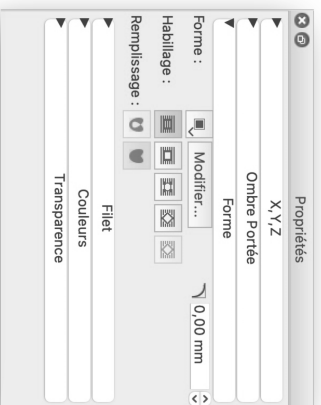 Propriétés
X,Y,Z
Ombre Portée
Forme
Forme : Modifier... 0,00 mm
Habillage :
Remplissage :
Filet
Couleurs
Transparence